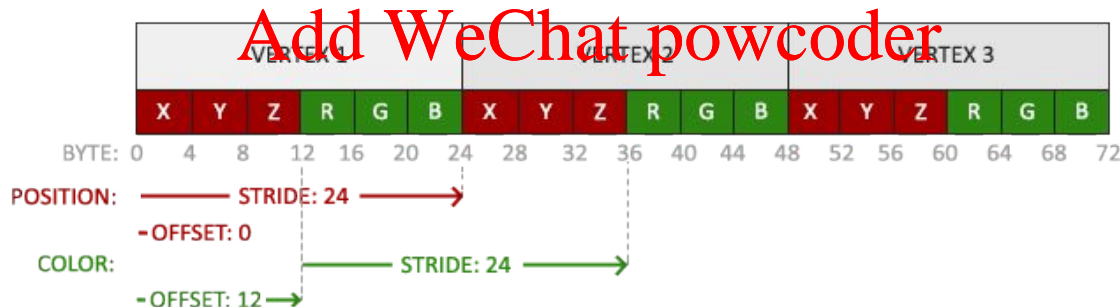 Add WeChat powcoder
VERTEX 1 VERTEX 2 VERTEX 3
X Y Z R G B X Y Z R G B X Y Z R G B
BYTE: 0 4 8 12 16 20 24 28 32 36 40 44 48 52 56 60 64 68 72
POSITION: STRIDE: 24
-OFFSET: 0
COLOR: STRIDE: 24
-OFFSET: 12